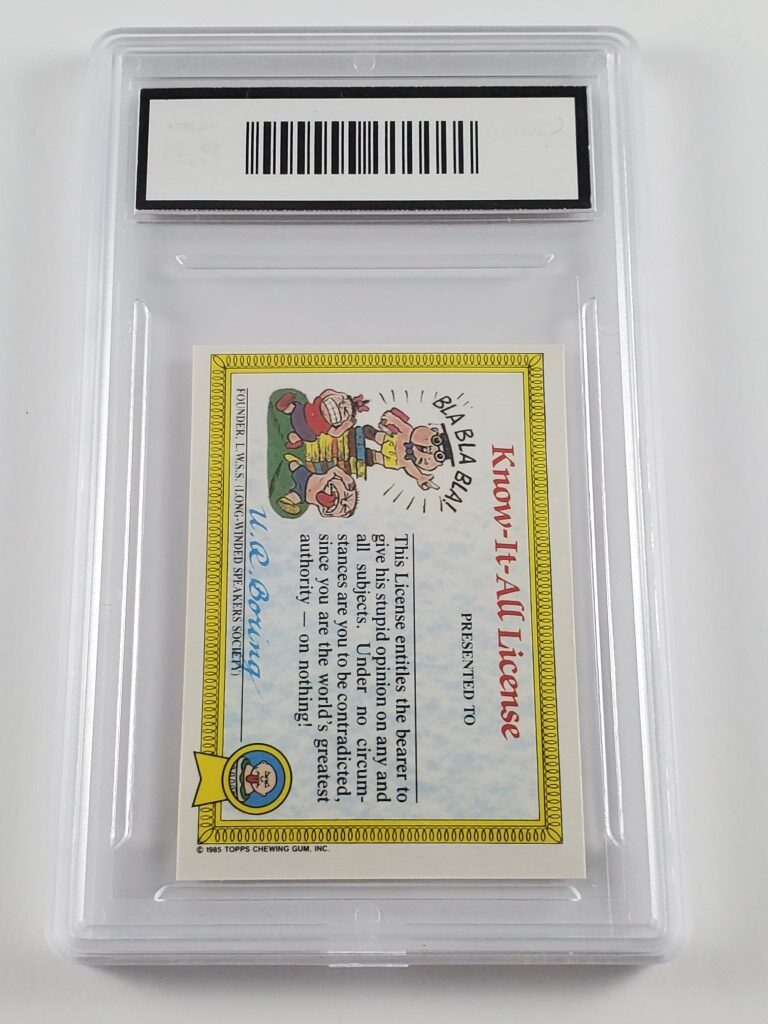 Know-It-All License
PRESENTED TO
BLA BLA BLA!
This License entitles the bearer to
give his stupid opinion on any and
all subjects. Under no circum-
stances are you to be contradicted,
since you are the world's greatest
authority — on nothing!
U.R. Boring
FOUNDER, L.W.S.S. (LONG-WINDED SPEAKERS SOCIETY)
© 1985 TOPPS CHEWING GUM, INC.